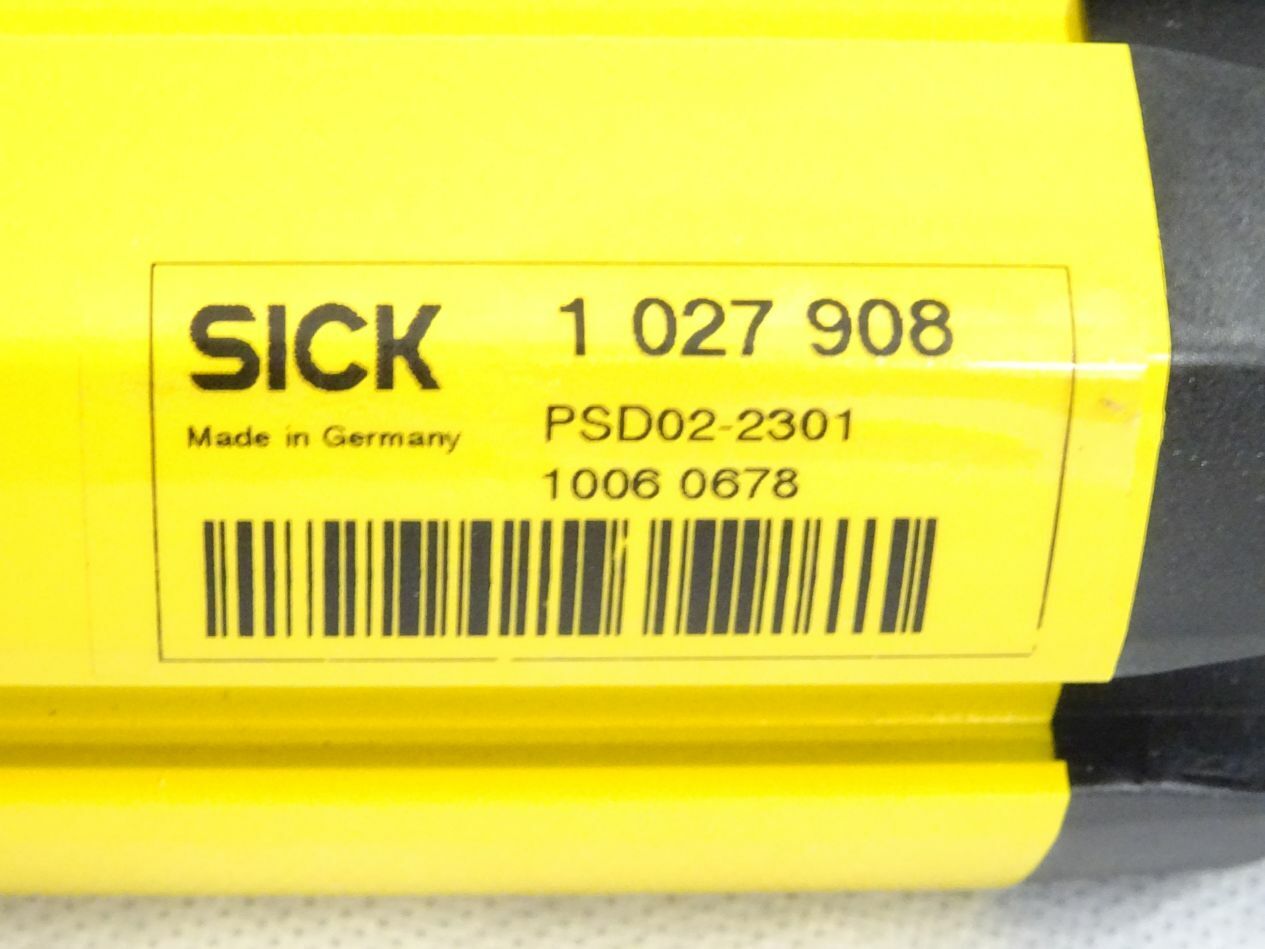 SICK
Made in Germany
1 027 908
PSD02-2301
1006 0678